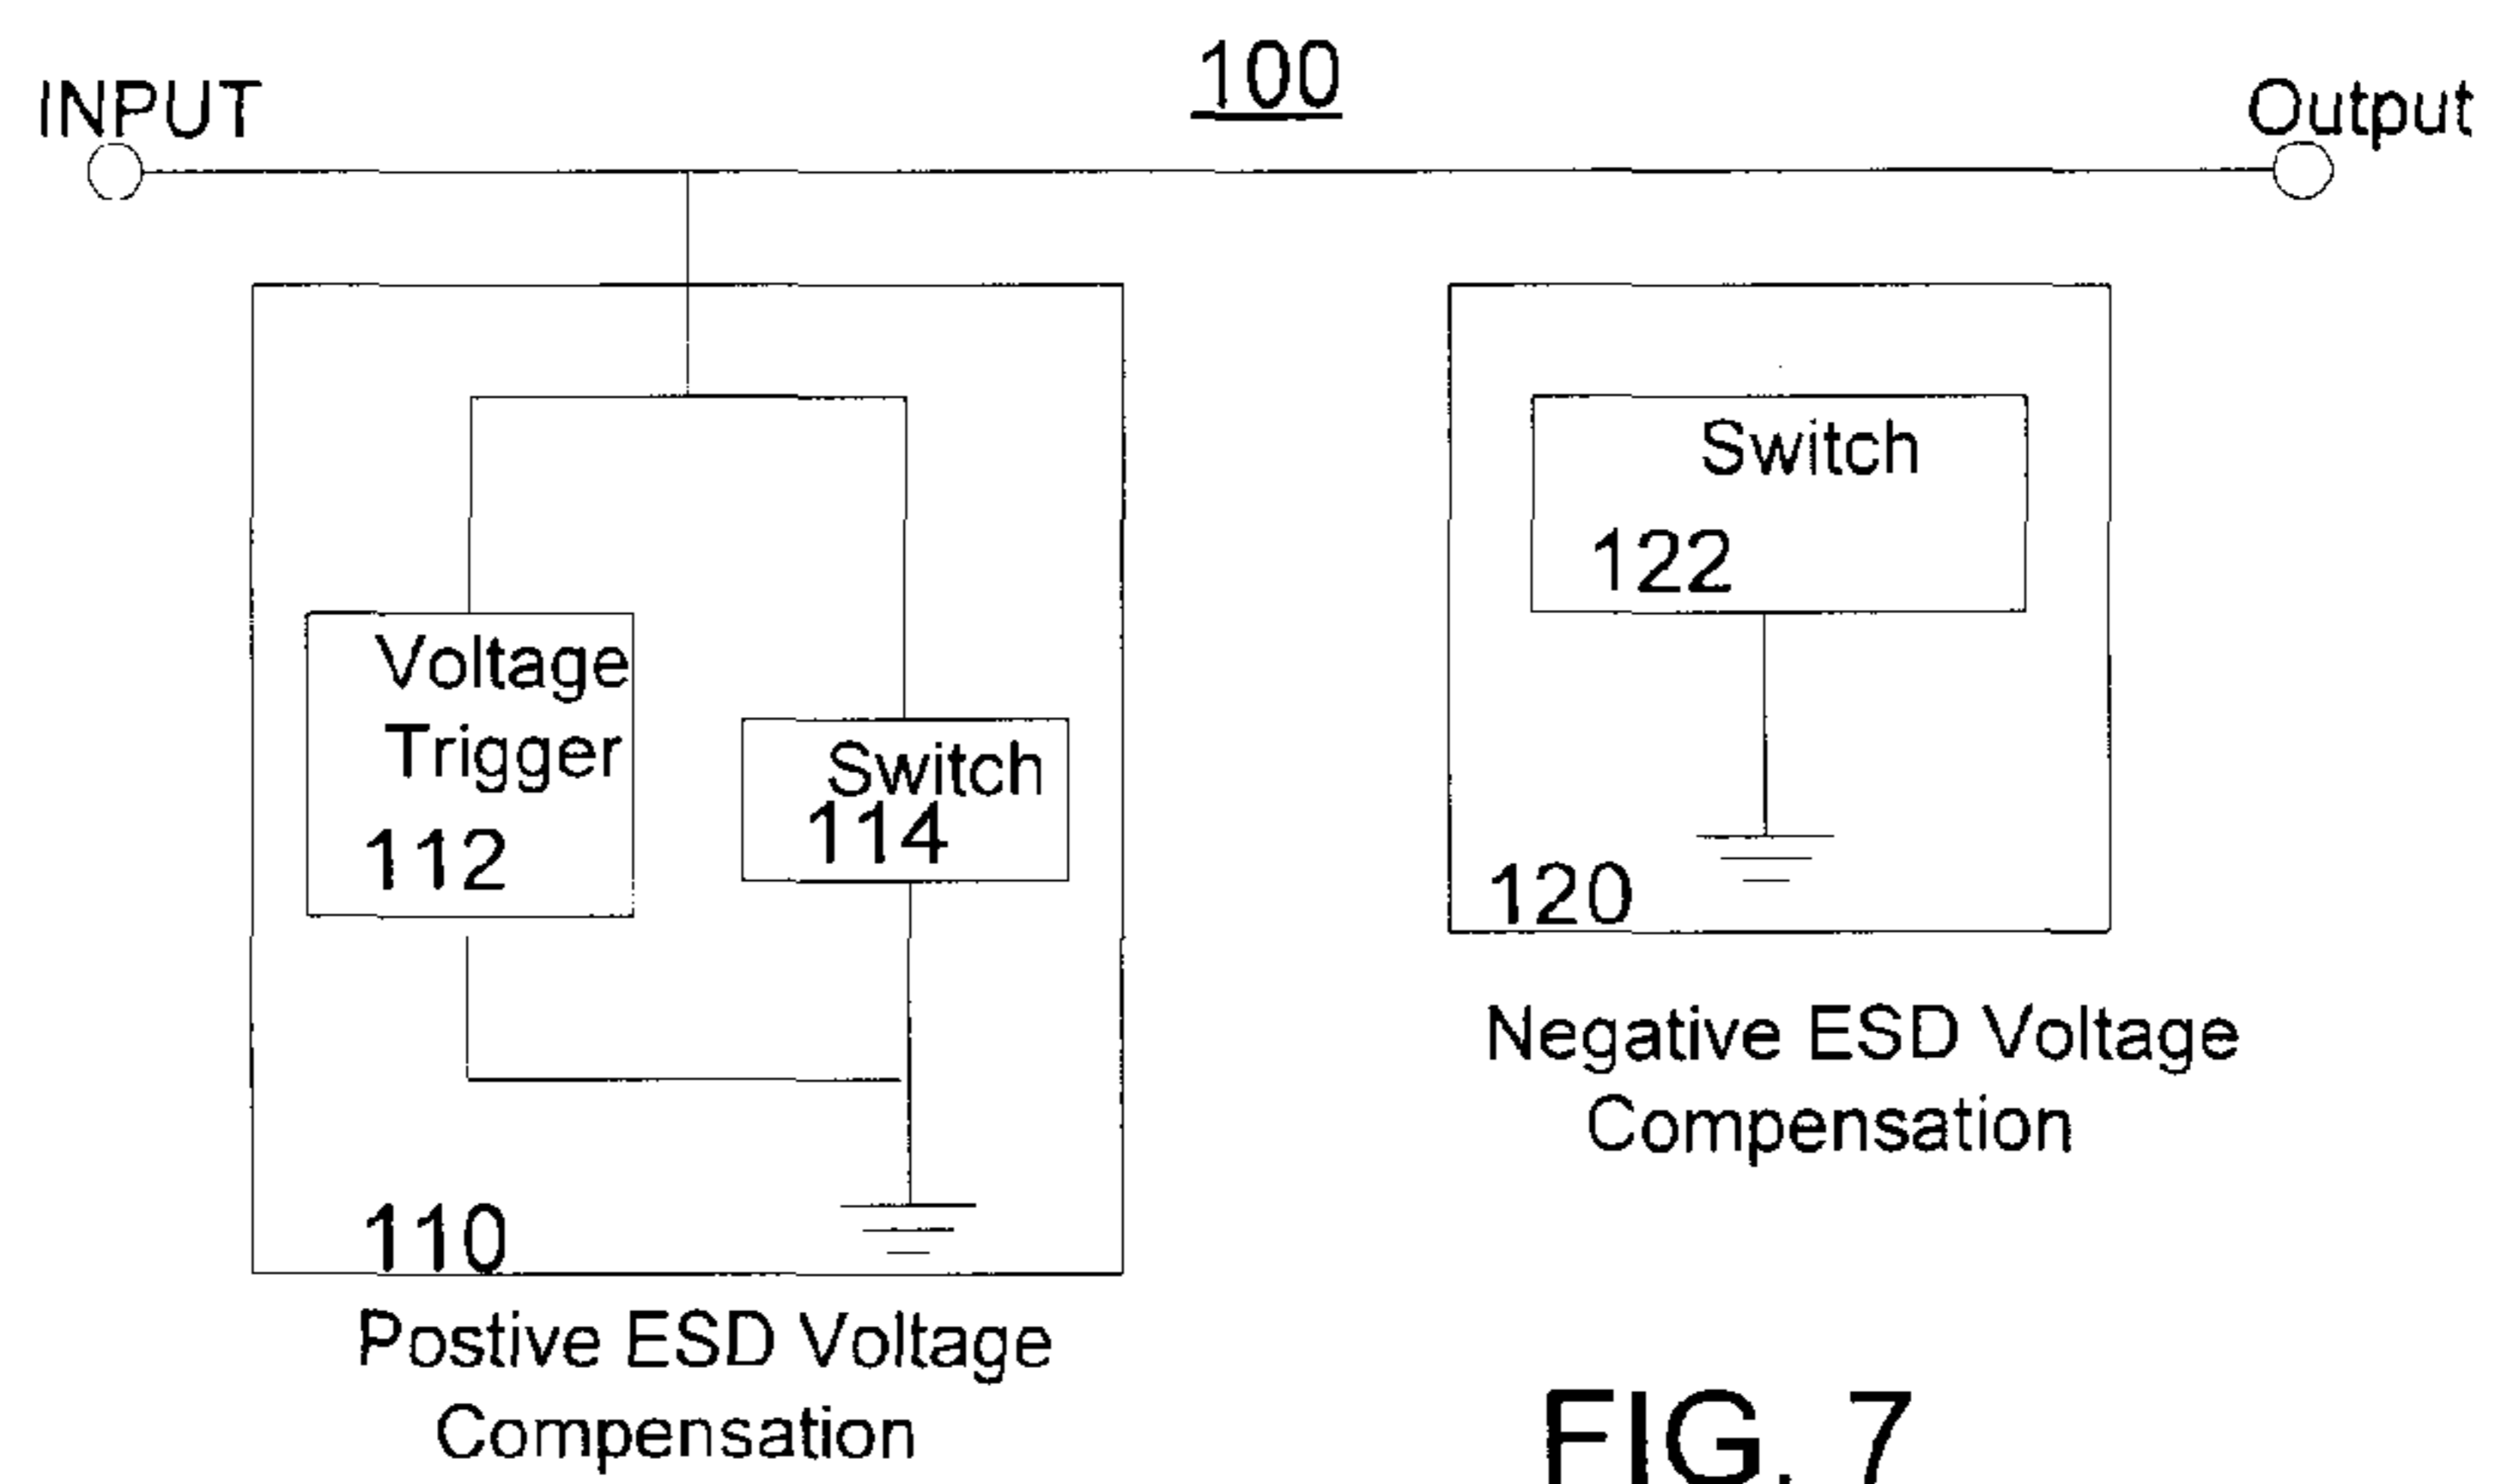 100
INPUT
Output
Switch
122
Voltage
Trigger
112
Switch
114
120
110
Negative ESD Voltage
Compensation
Postive ESD Voltage
Compensation
FIG. 7